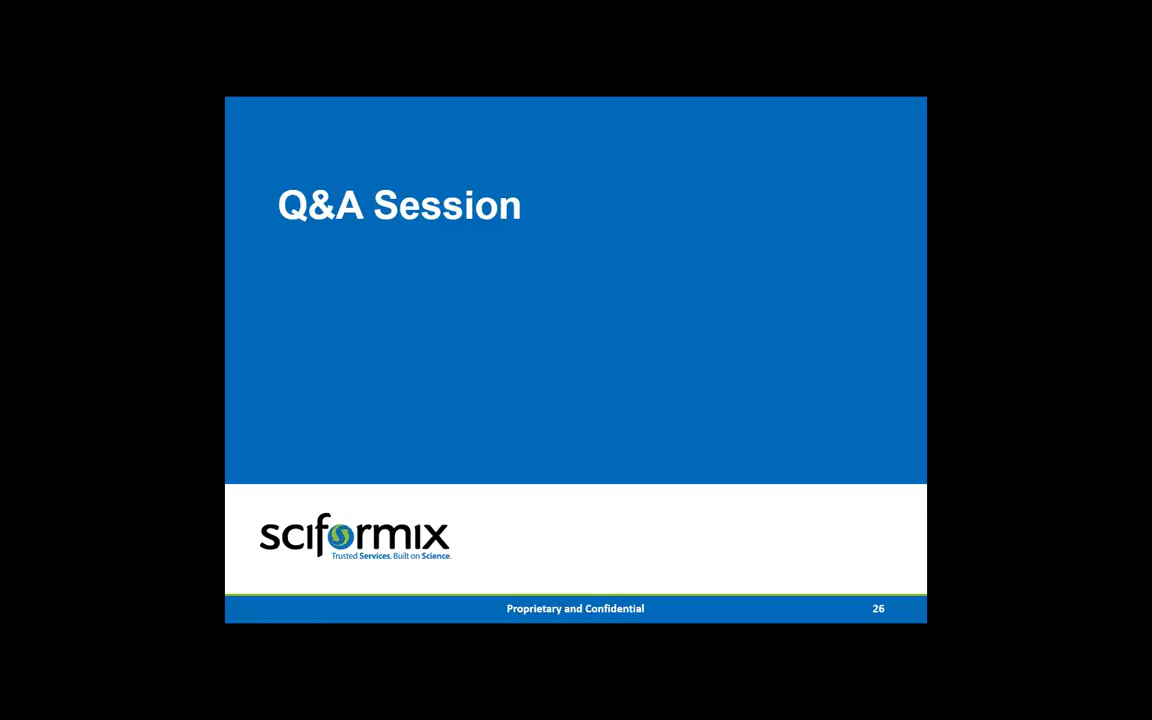 Q&A Session
sciformix
Trusted Services. Built on Science.
Proprietary and Confidential
26